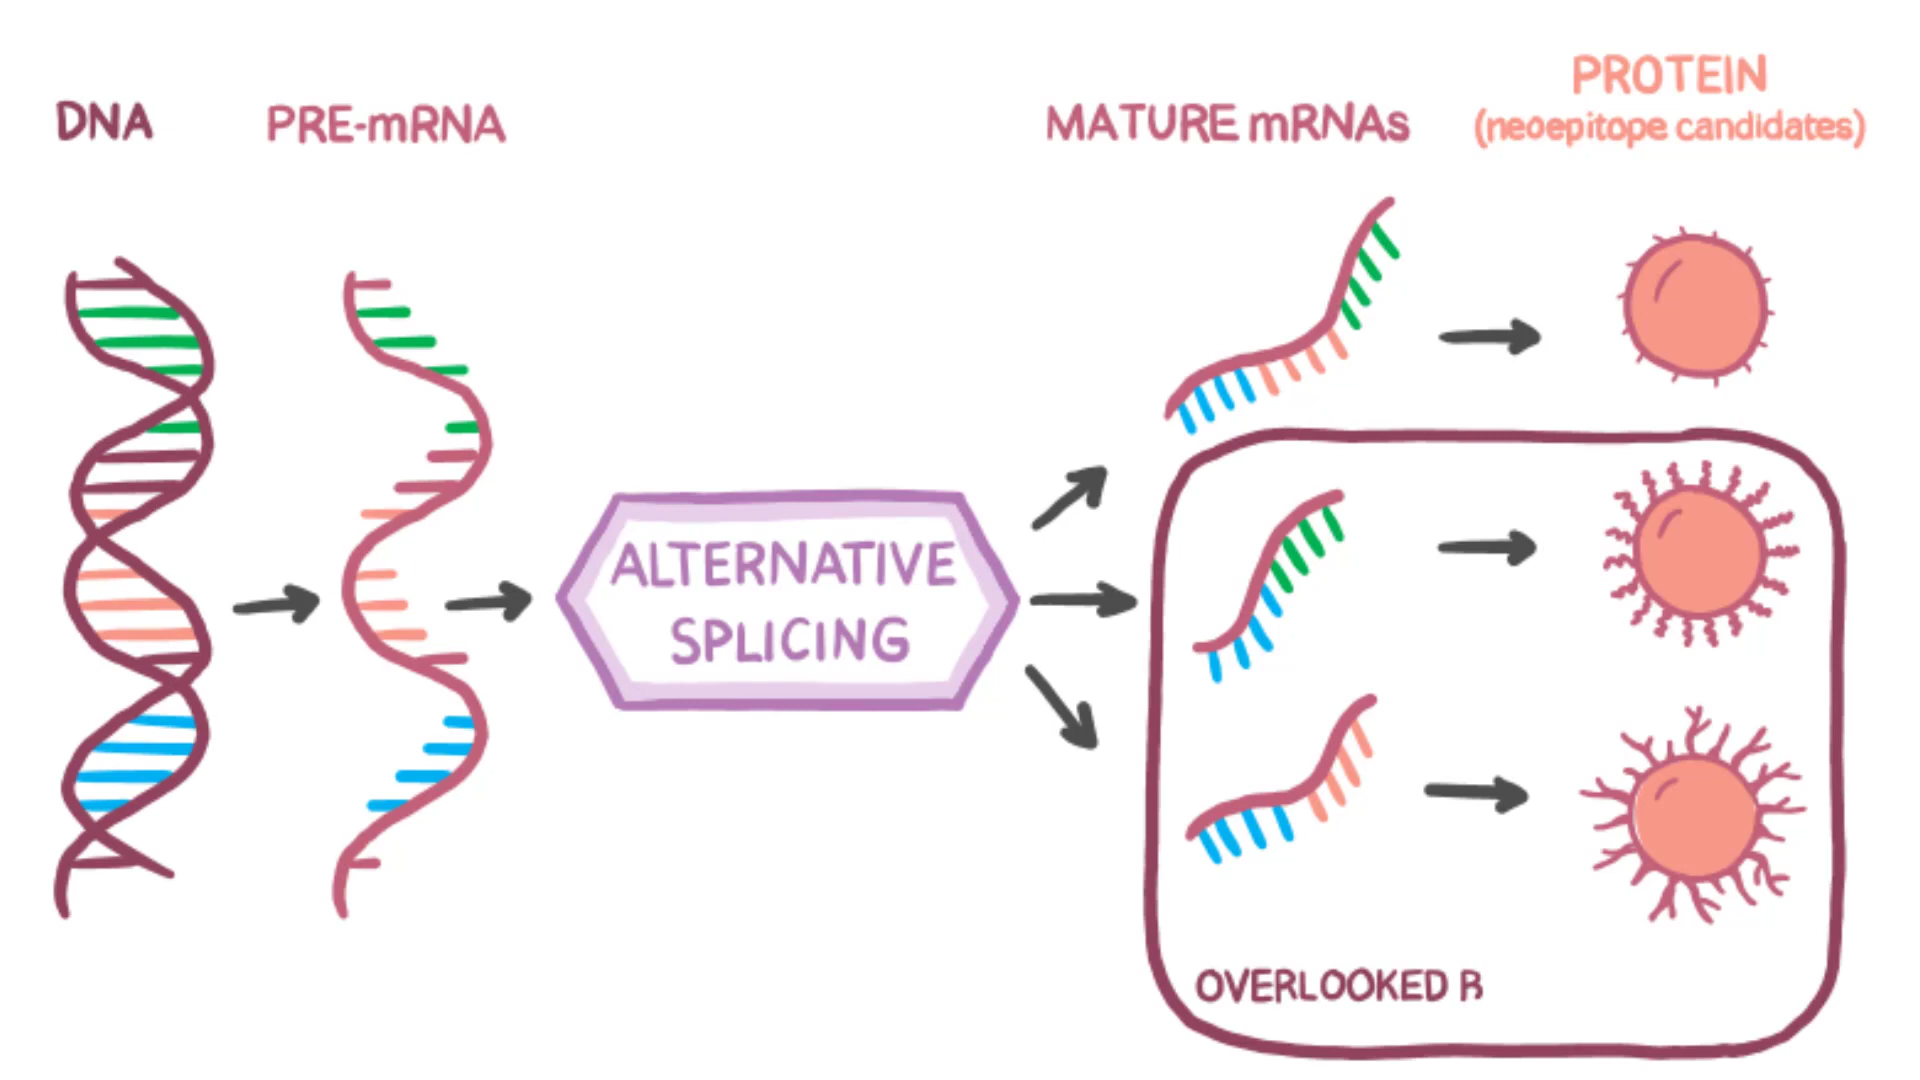 DNA
PRE-mRNA
MATURE mRNAs
PROTEIN
(neoepitope candidates)
ALTERNATIVE
SPLICING
OVERLOOKED